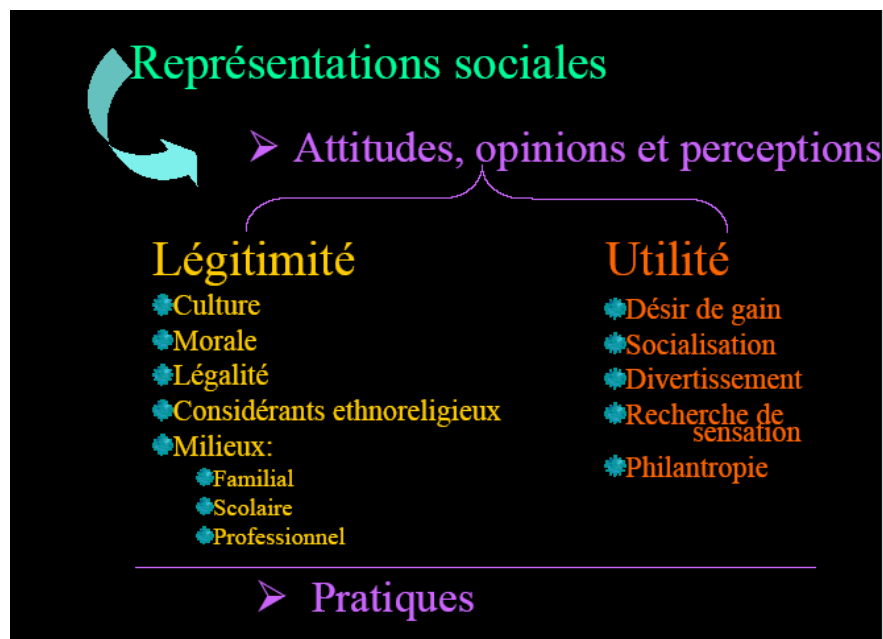 Représentations sociales
Attitudes, opinions et perceptions
Légitimité
Culture
Morale
Légalité
Considérants ethnoreligieux
Milieux:
Familial
Scolaire
Professionnel
Utilité
Désir de gain
Socialisation
Divertissement
Recherche de
sensation
Philantropie
Pratiques